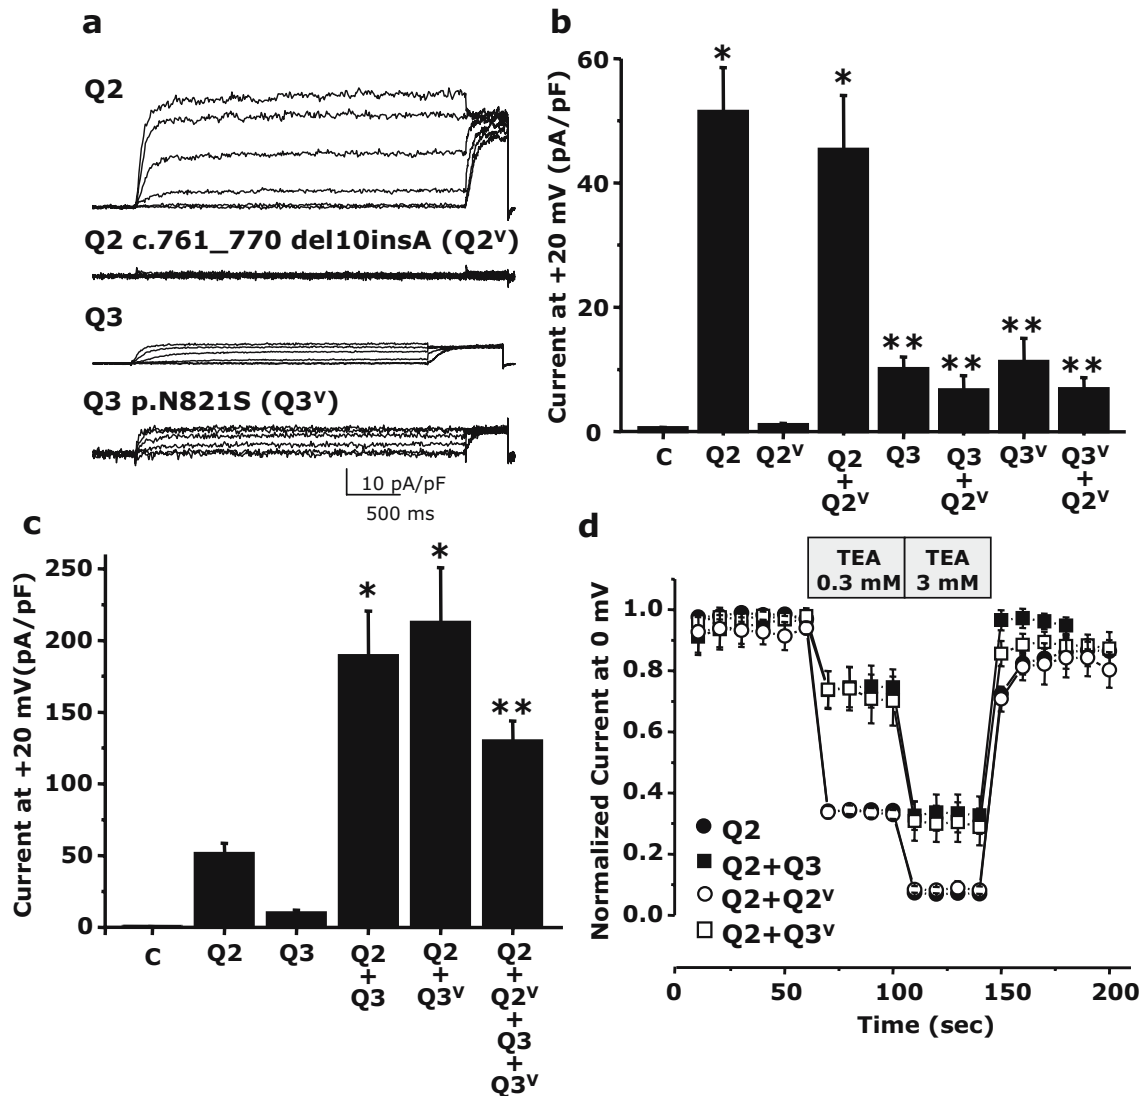 a
Q2
Q2 c.761_770 del10insA (Q2ⱽ)
Q3
Q3 p.N821S (Q3ⱽ)
10 pA/pF
500 ms
b
Current at +20 mV (pA/pF)
60
40
20
0
*
*
**
**
**
**
C
Q2
Q2ⱽ
Q2
+
Q2ⱽ
Q3
Q3
+
Q2ⱽ
Q3ⱽ
Q3ⱽ
+
Q2ⱽ
c
Current at +20 mV(pA/pF)
250
200
150
100
50
0
*
*
**
C
Q2
Q3
Q2
+
Q3
Q2
+
Q3ⱽ
Q2
+
Q2ⱽ
+
Q3
+
Q3ⱽ
d
TEA
0.3 mM
TEA
3 mM
Normalized Current at 0 mV
1.0
0.8
0.6
0.4
0.2
0.0
Q2
Q2+Q3
Q2+Q2ⱽ
Q2+Q3ⱽ
0
50
100
150
200
Time (sec)